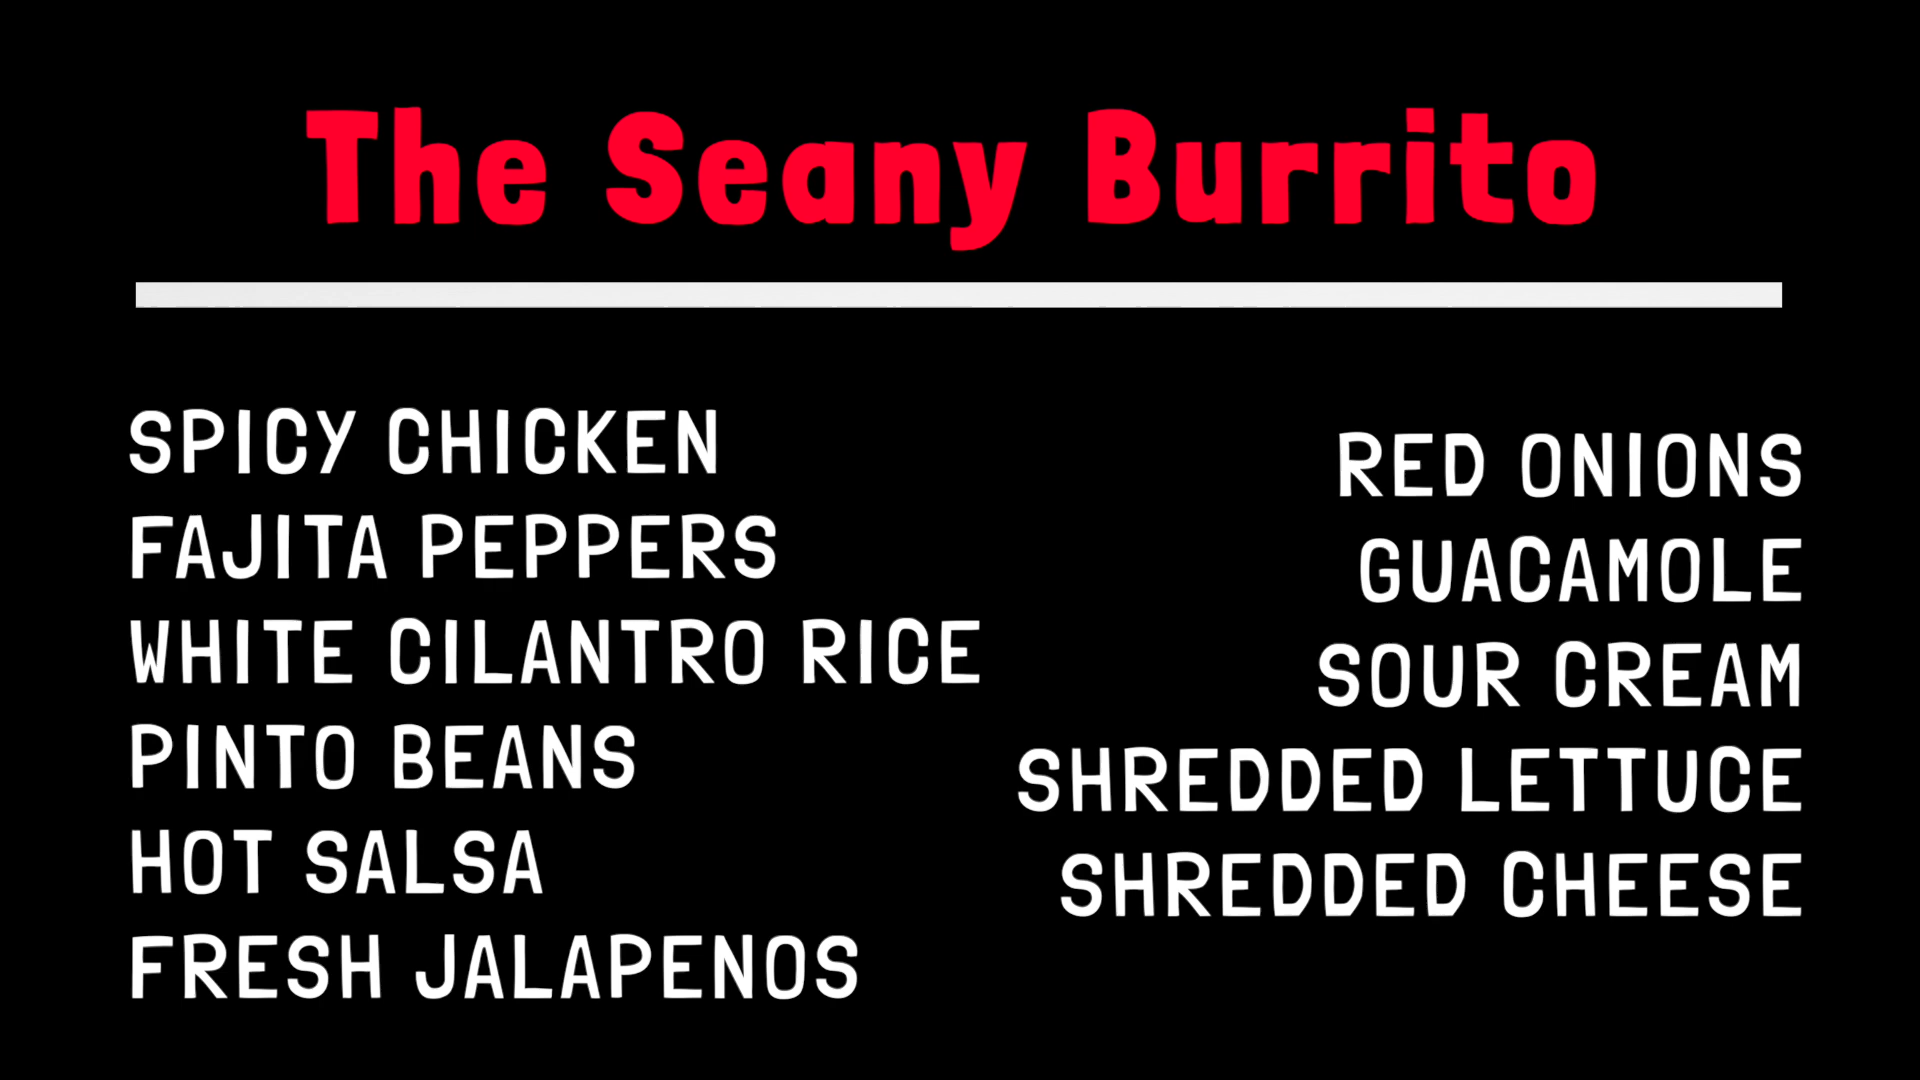 The Seany Burrito
SPICY CHICKEN
FAJITA PEPPERS
WHITE CILANTRO RICE
PINTO BEANS
HOT SALSA
FRESH JALAPENOS
RED ONIONS
GUACAMOLE
SOUR CREAM
SHREDDED LETTUCE
SHREDDED CHEESE